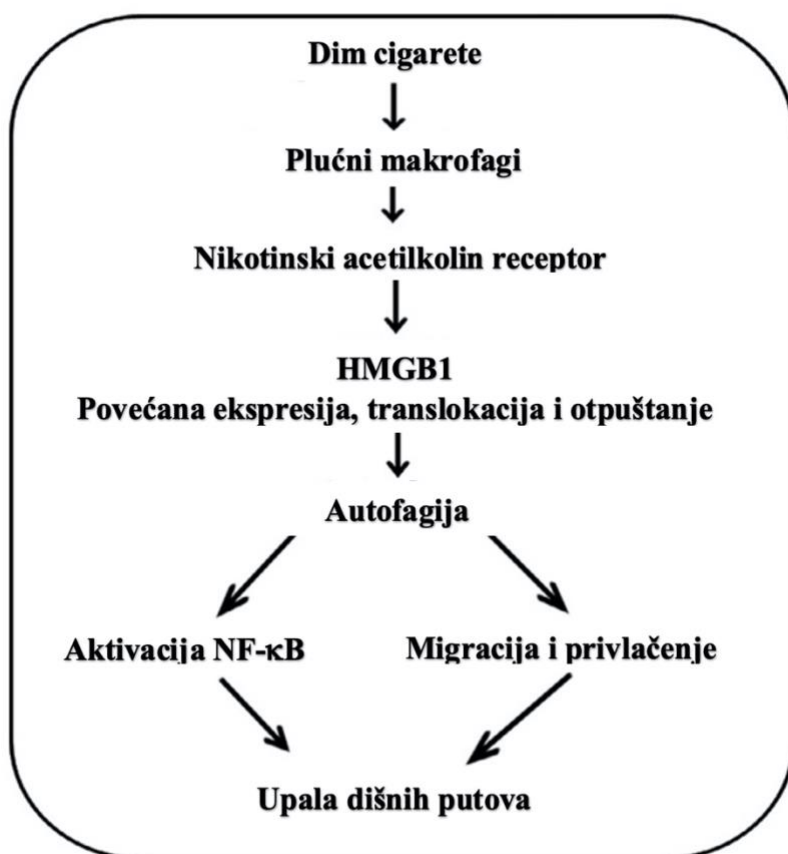 Dim cigarete
Plućni makrofagi
Nikotinski acetilkolin receptor
HMGB1
Povećana ekspresija, translokacija i otpuštanje
Autofagija
Aktivacija NF-κB
Migracija i privlačenje
Upala dišnih putova